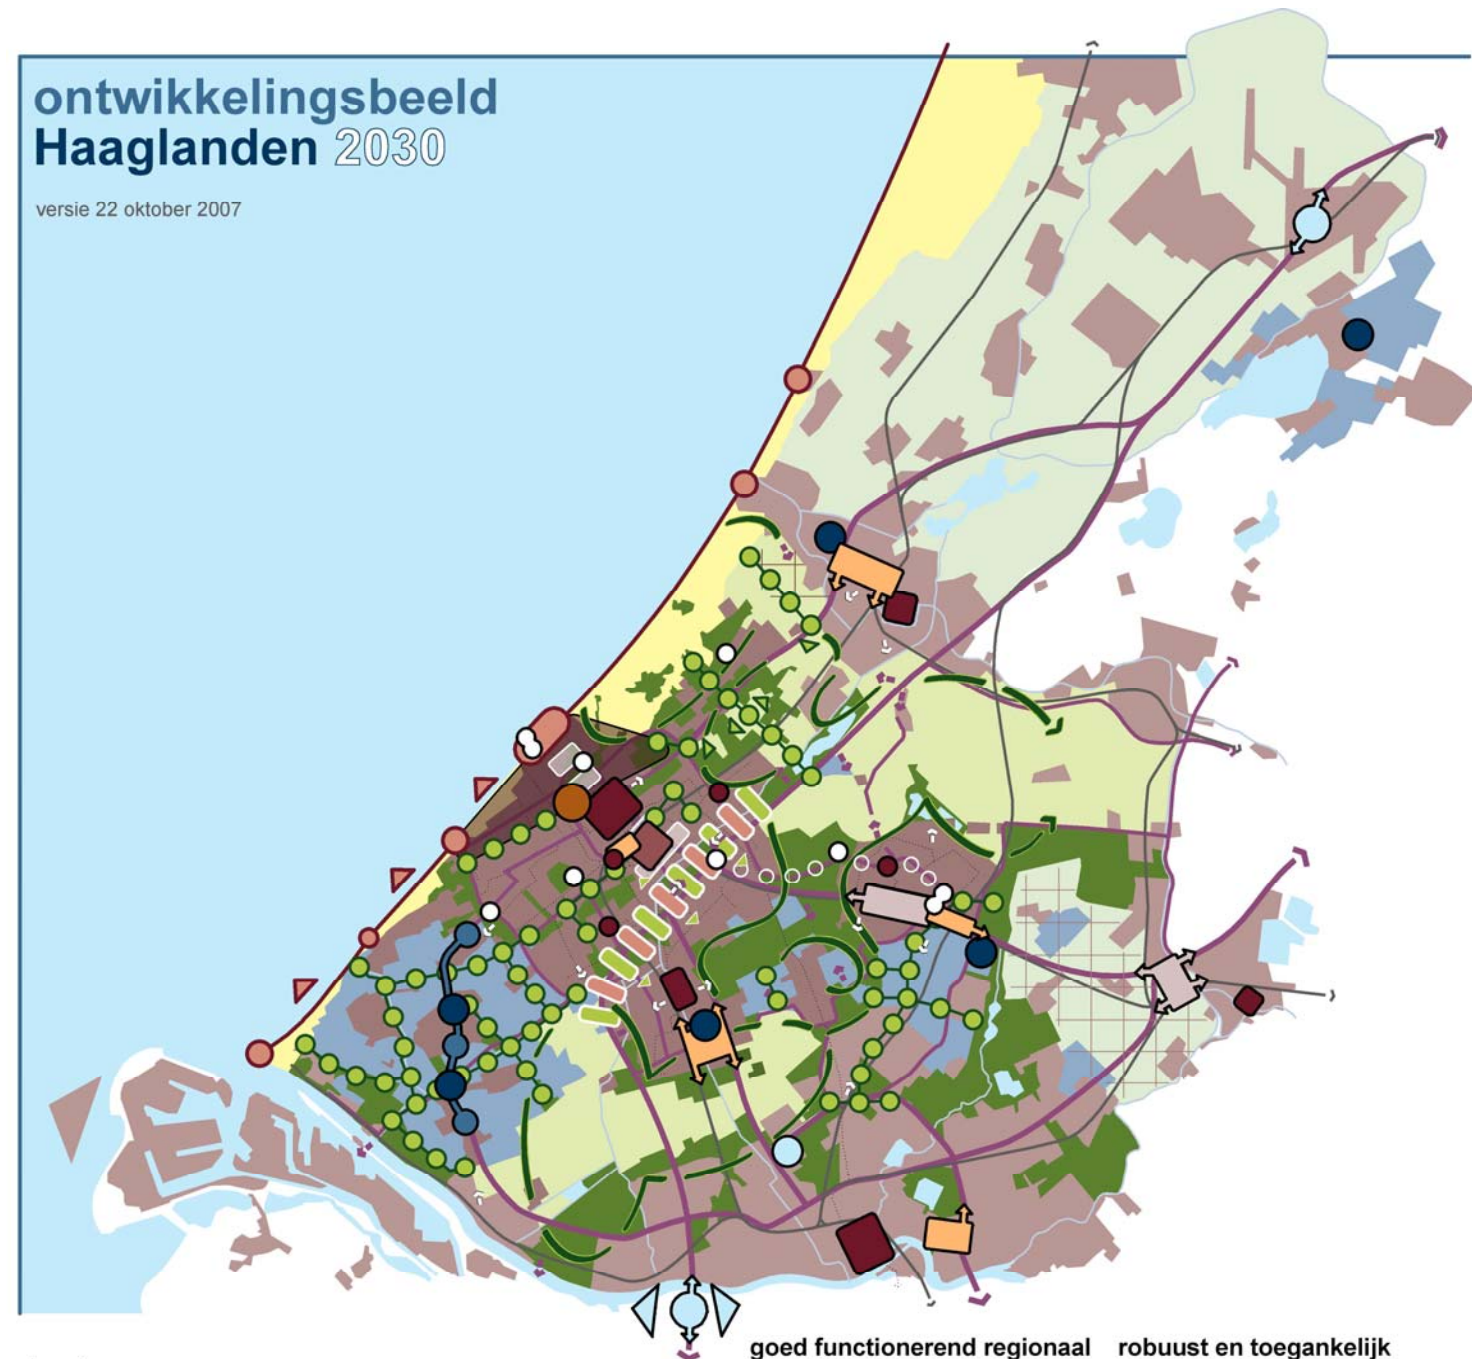 ontwikkelingsbeeld
Haaglanden 2030
versie 22 oktober 2007
goed functionerend regionaal robuust en toegankelijk